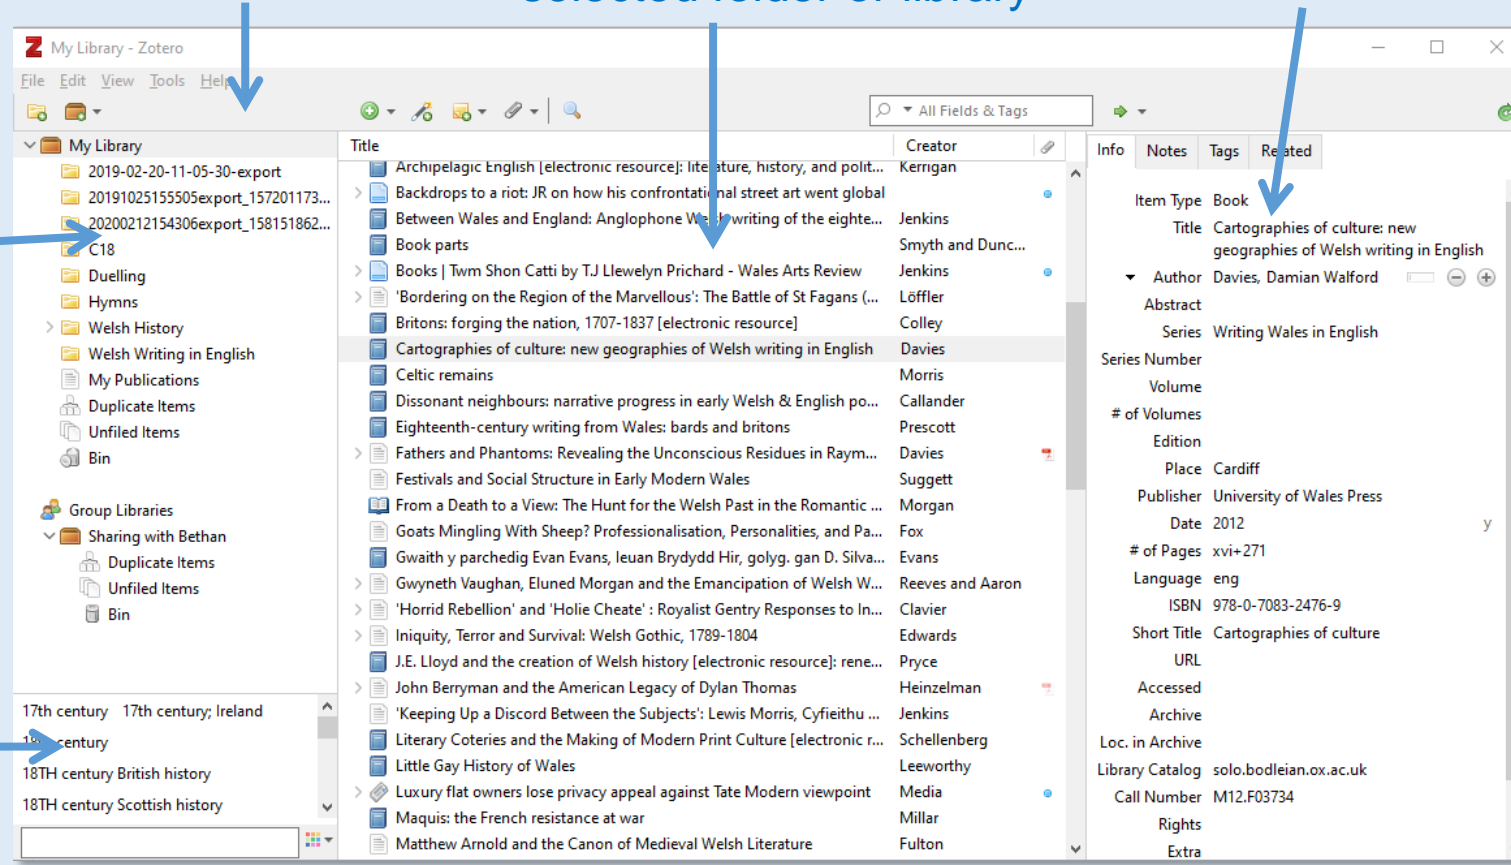 selected folder or library
My Library - Zotero
File Edit View Tools Help
All Fields & Tags
My Library
2019-02-20-11-05-30-export
20191025155505export_157201173...
20200212154306export_158151862...
C18
Duelling
Hymns
Welsh History
Welsh Writing in English
My Publications
Duplicate Items
Unfiled Items
Bin
Group Libraries
Sharing with Bethan
Duplicate Items
Unfiled Items
Bin
17th century 17th century; Ireland
18th century
18TH century British history
18TH century Scottish history
Title Creator
Archipelagic English [electronic resource]: literature, history, and polit... Kerrigan
Backdrops to a riot: JR on how his confrontational street art went global
Between Wales and England: Anglophone Welsh writing of the eighte... Jenkins
Book parts Smyth and Dunc...
Books | Twm Shon Catti by T.J Llewelyn Prichard - Wales Arts Review Jenkins
'Bordering on the Region of the Marvellous': The Battle of St Fagans (... Löffler
Britons: forging the nation, 1707-1837 [electronic resource] Colley
Cartographies of culture: new geographies of Welsh writing in English Davies
Celtic remains Morris
Dissonant neighbours: narrative progress in early Welsh & English po... Callander
Eighteenth-century writing from Wales: bards and britons Prescott
Fathers and Phantoms: Revealing the Unconscious Residues in Raym... Davies
Festivals and Social Structure in Early Modern Wales Suggett
From a Death to a View: The Hunt for the Welsh Past in the Romantic ... Morgan
Goats Mingling With Sheep? Professionalisation, Personalities, and Pa... Fox
Gwaith y parchedig Evan Evans, Ieuan Brydydd Hir, golyg. gan D. Silva... Evans
Gwyneth Vaughan, Eluned Morgan and the Emancipation of Welsh W... Reeves and Aaron
'Horrid Rebellion' and 'Holie Cheate' : Royalist Gentry Responses to In... Clavier
Iniquity, Terror and Survival: Welsh Gothic, 1789-1804 Edwards
J.E. Lloyd and the creation of Welsh history [electronic resource]: rene... Pryce
John Berryman and the American Legacy of Dylan Thomas Heinzelman
'Keeping Up a Discord Between the Subjects': Lewis Morris, Cyfieithu ... Jenkins
Literary Coteries and the Making of Modern Print Culture [electronic r... Schellenberg
Little Gay History of Wales Leeworthy
Luxury flat owners lose privacy appeal against Tate Modern viewpoint Media
Maquis: the French resistance at war Millar
Matthew Arnold and the Canon of Medieval Welsh Literature Fulton
Info Notes Tags Related
Item Type Book
Title Cartographies of culture: new
geographies of Welsh writing in English
Author Davies, Damian Walford
Abstract
Series Writing Wales in English
Series Number
Volume
# of Volumes
Edition
Place Cardiff
Publisher University of Wales Press
Date 2012 y
# of Pages xvi+271
Language eng
ISBN 978-0-7083-2476-9
Short Title Cartographies of culture
URL
Accessed
Archive
Loc. in Archive
Library Catalog solo.bodleian.ox.ac.uk
Call Number M12.F03734
Rights
Extra